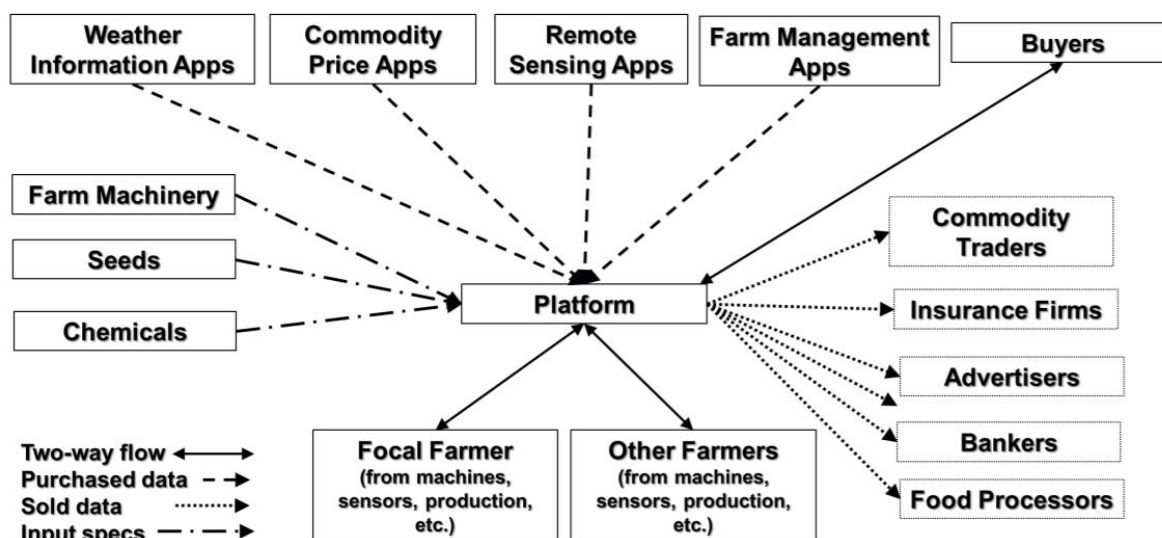 Weather
Information Apps
Commodity
Price Apps
Remote
Sensing Apps
Farm Management
Apps
Buyers
Farm Machinery
Seeds
Chemicals
Platform
Commodity
Traders
Insurance Firms
Advertisers
Bankers
Food Processors
Focal Farmer
(from machines,
sensors, production,
etc.)
Other Farmers
(from machines,
sensors, production,
etc.)
Two-way flow
Purchased data
Sold data
Input specs